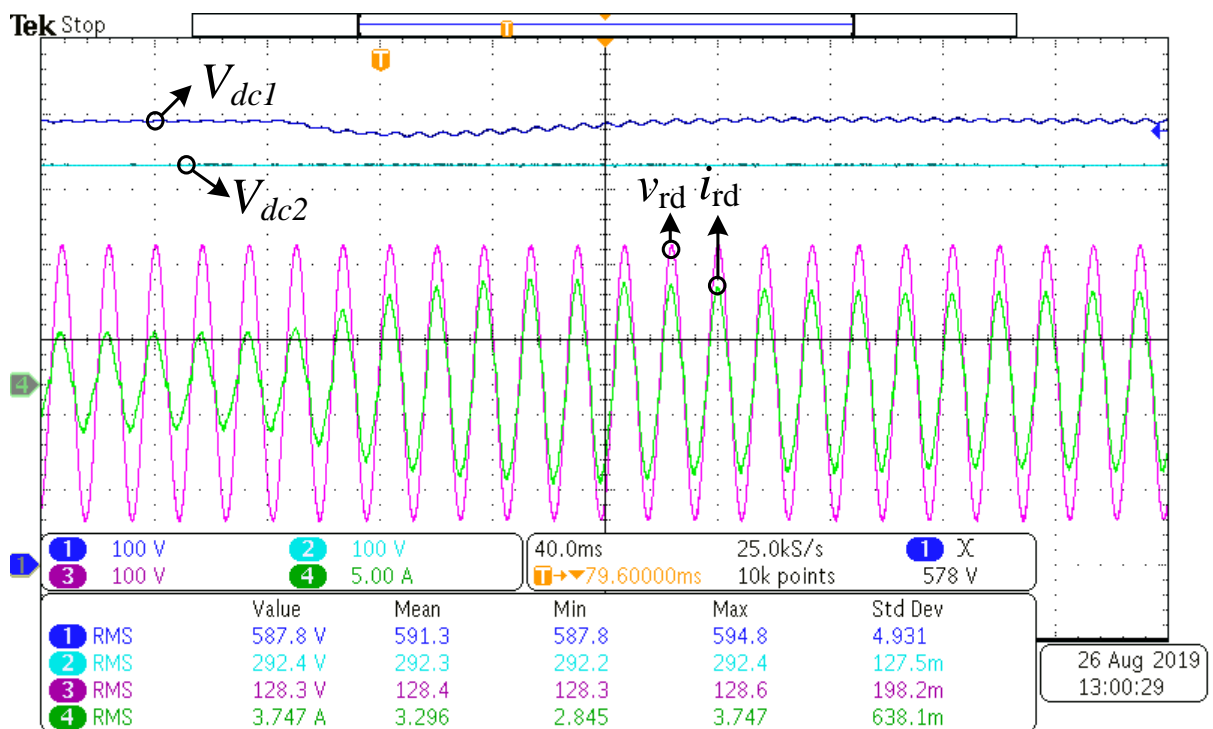 Tek Stop
T
T
V_dc1
V_dc2
v_rd i_rd
4
1
1 100 V 2 100 V
3 100 V 4 5.00 A
40.0ms 25.0kS/s 1 X
T→▼79.60000ms 10k points 578 V
Value Mean Min Max Std Dev
1 RMS 587.8 V 591.3 587.8 594.8 4.931
2 RMS 292.4 V 292.3 292.2 292.4 127.5m
3 RMS 128.3 V 128.4 128.3 128.6 198.2m
4 RMS 3.747 A 3.296 2.845 3.747 638.1m
26 Aug 2019
13:00:29